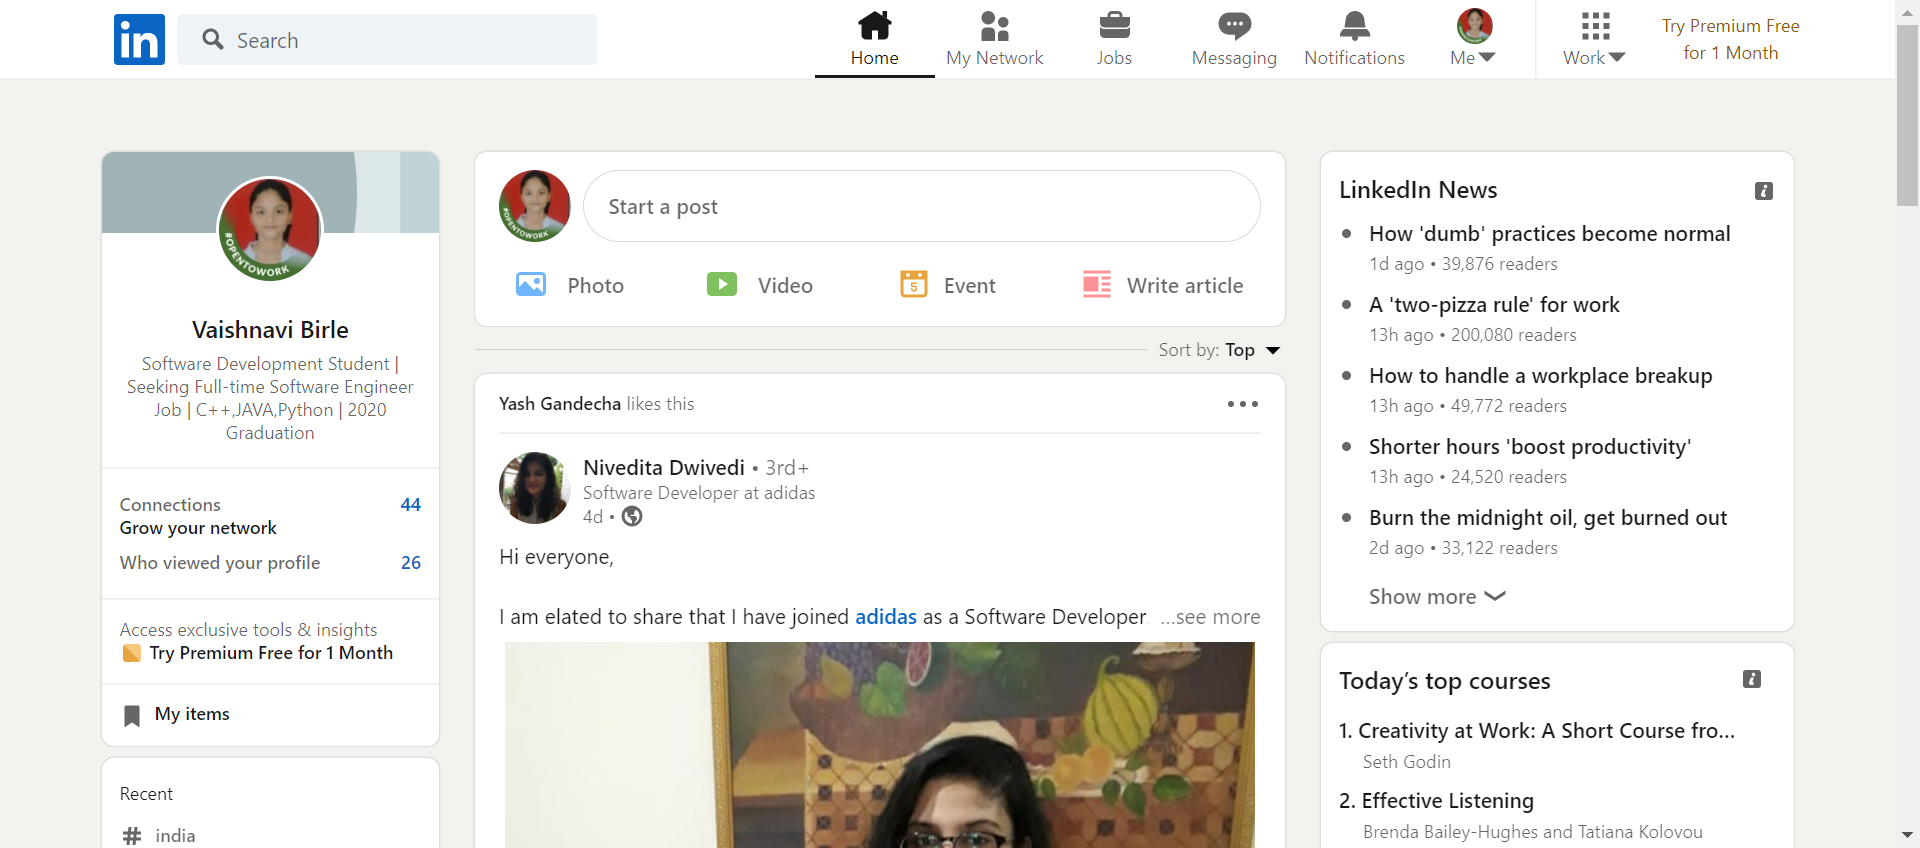 in
Search
Home
My Network
Jobs
Messaging
Notifications
Me
Work
Try Premium Free
for 1 Month
#OPENTOWORK
Vaishnavi Birle
Software Development Student |
Seeking Full-time Software Engineer
Job | C++,JAVA,Python | 2020
Graduation
Connections 44
Grow your network
Who viewed your profile 26
Access exclusive tools & insights
Try Premium Free for 1 Month
My items
Recent
# india
#OPENTOWORK
Start a post
Photo
Video
5
Event
Write article
Sort by: Top
Yash Gandecha likes this
Nivedita Dwivedi • 3rd+
Software Developer at adidas
4d •
Hi everyone,
I am elated to share that I have joined adidas as a Software Developer ...see more
LinkedIn News
How 'dumb' practices become normal
1d ago • 39,876 readers
A 'two-pizza rule' for work
13h ago • 200,080 readers
How to handle a workplace breakup
13h ago • 49,772 readers
Shorter hours 'boost productivity'
13h ago • 24,520 readers
Burn the midnight oil, get burned out
2d ago • 33,122 readers
Show more
Today’s top courses
1. Creativity at Work: A Short Course fro...
Seth Godin
2. Effective Listening
Brenda Bailey-Hughes and Tatiana Kolovou